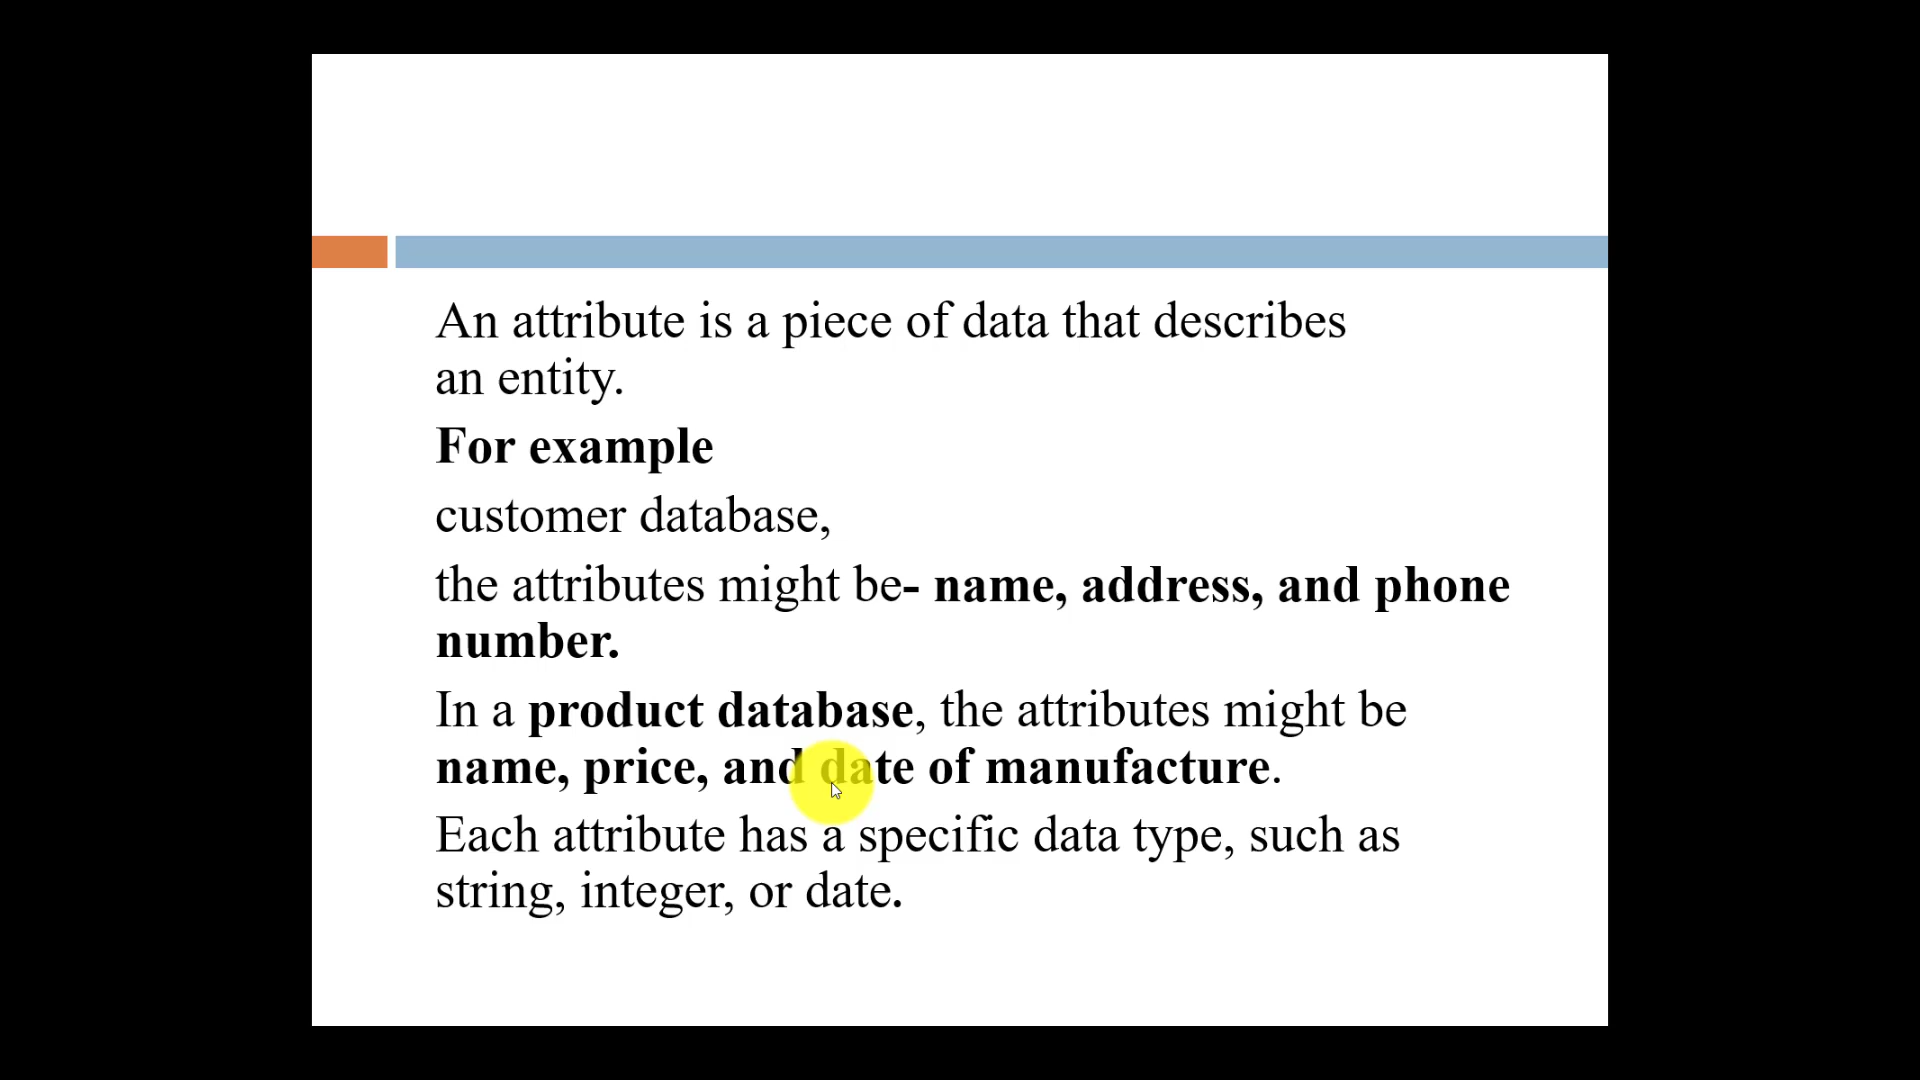 An attribute is a piece of data that describes
an entity.
For example
customer database,
the attributes might be- name, address, and phone
number.
In a product database, the attributes might be
name, price, and date of manufacture.
Each attribute has a specific data type, such as
string, integer, or date.